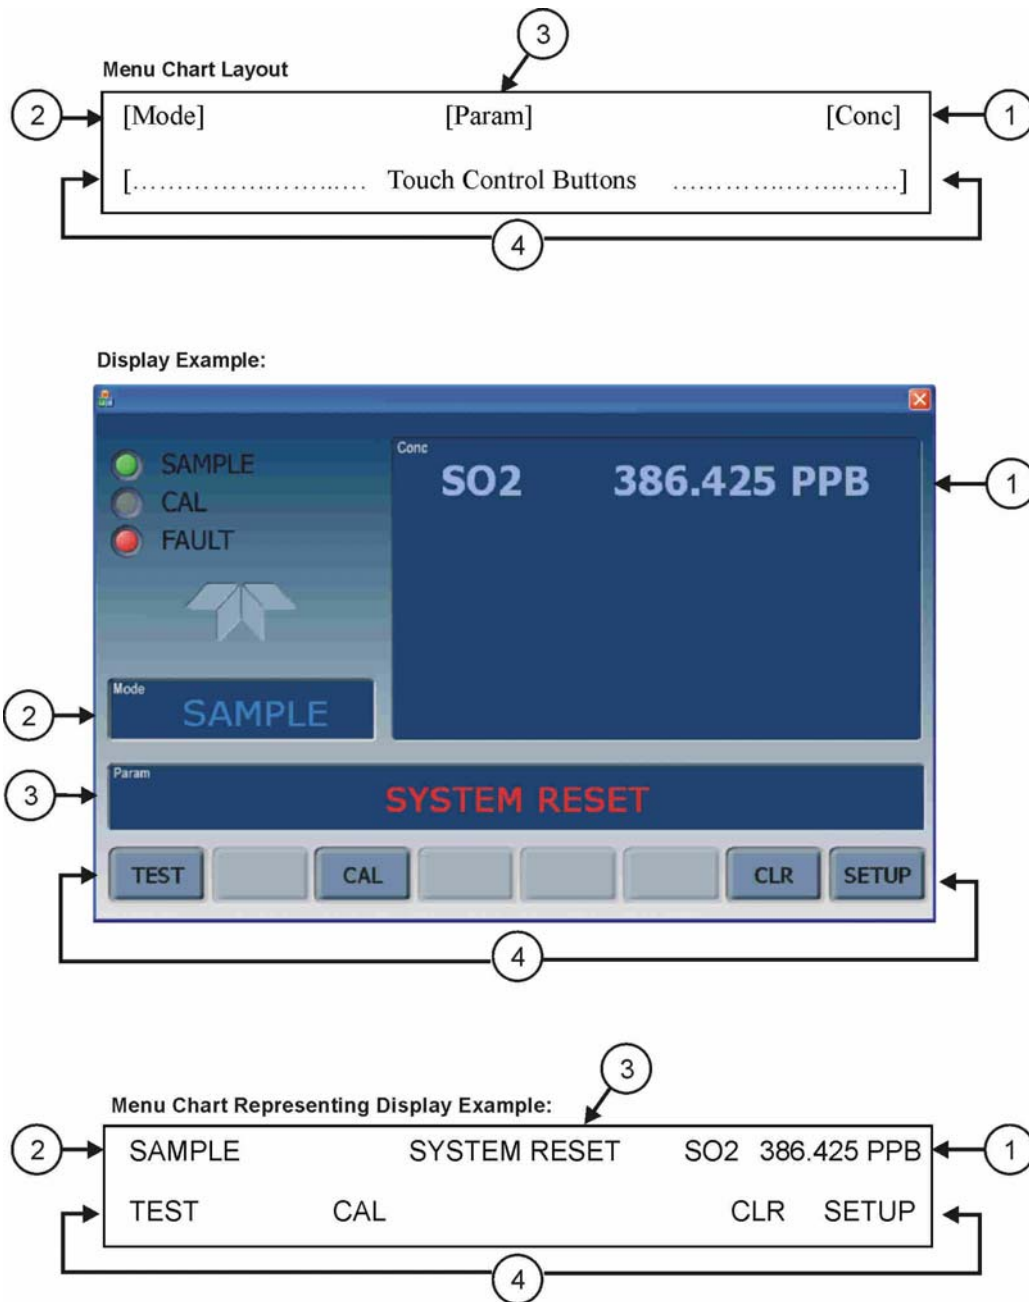 3
Menu Chart Layout
2 [Mode] [Param] [Conc] 1
[........................ Touch Control Buttons ........................]
4
Display Example:
SAMPLE
CAL
FAULT
Conc
SO2 386.425 PPB
1
Mode
2 SAMPLE
Param
3 SYSTEM RESET
TEST CAL CLR SETUP
4
3
Menu Chart Representing Display Example:
2 SAMPLE SYSTEM RESET SO2 386.425 PPB 1
TEST CAL CLR SETUP
4